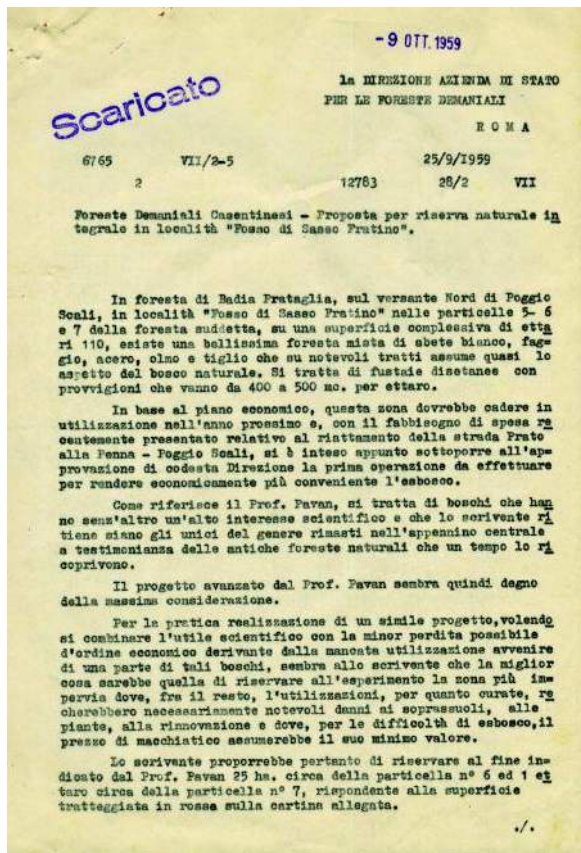 - 9 OTT. 1959
Scaricato
la DIREZIONE AZIENDA DI STATO
PER LE FORESTE DEMANIALI
R O M A
6765 VII/2-5 25/9/1959
2 12783 28/2 VII
Foreste Demaniali Casentinesi - Proposta per riserva naturale in
tegrale in località "Fosso di Sasso Fratino".
In foresta di Badia Prataglia, sul versante Nord di Poggio
Scali, in località "Fosso di Sasso Fratino" nelle particelle 5- 6
e 7 della foresta suddetta, su una superficie complessiva di etta
ri 110, esiste una bellissima foresta mista di abete bianco, fag=
gio, acero, olmo e tiglio che su notevoli tratti assume quasi lo
aspetto del bosco naturale. Si tratta di fustaie disetanee con
provvigioni che vanno da 400 a 500 mc. per ettaro.
In base al piano economico, questa zona dovrebbe cadere in
utilizzazione nell'anno prossimo e, con il fabbisogno di spesa re
centemente presentato relativo al riattamento della strada Prato
alla Penna - Poggio Scali, si è inteso appunto sottoporre all'ap=
provazione di codesta Direzione la prima operazione da effettuare
per rendere economicamente più conveniente l'esbosco.
Come riferisce il Prof. Pavan, si tratta di boschi che han
no senz'altro un'alto interesse scientifico e che lo scrivente ri
tiene siano gli unici del genere rimasti nell'appennino centrale
a testimonianza delle antiche foreste naturali che un tempo lo ri
coprivono.
Il progetto avanzato dal Prof. Pavan sembra quindi degno
della massima considerazione.
Per la pratica realizzazione di un simile progetto,volendo
si combinare l'utile scientifico con la minor perdita possibile
d'ordine economico derivante dalla mancata utilizzazione avvenire
di una parte di tali boschi, sembra allo scrivente che la miglior
cosa sarebbe quella di riservare all'esperimento la zona più im=
pervia dove, fra il resto, l'utilizzazioni, per quanto curate, re
cherebbero necessariamente notevoli danni ai soprassuoli, alle
piante, alla rinnovazione e dove, per le difficoltà di esbosco,il
prezzo di macchiatico assumerebbe il suo minimo valore.
Lo scrivente proporrebbe pertanto di riservare al fine in=
dicato dal Prof. Pavan 25 ha. circa della particella n° 6 ed 1 et
taro circa della particella n° 7, rispondente alla superficie
tratteggiata in rosso sulla cartina allegata.
./.